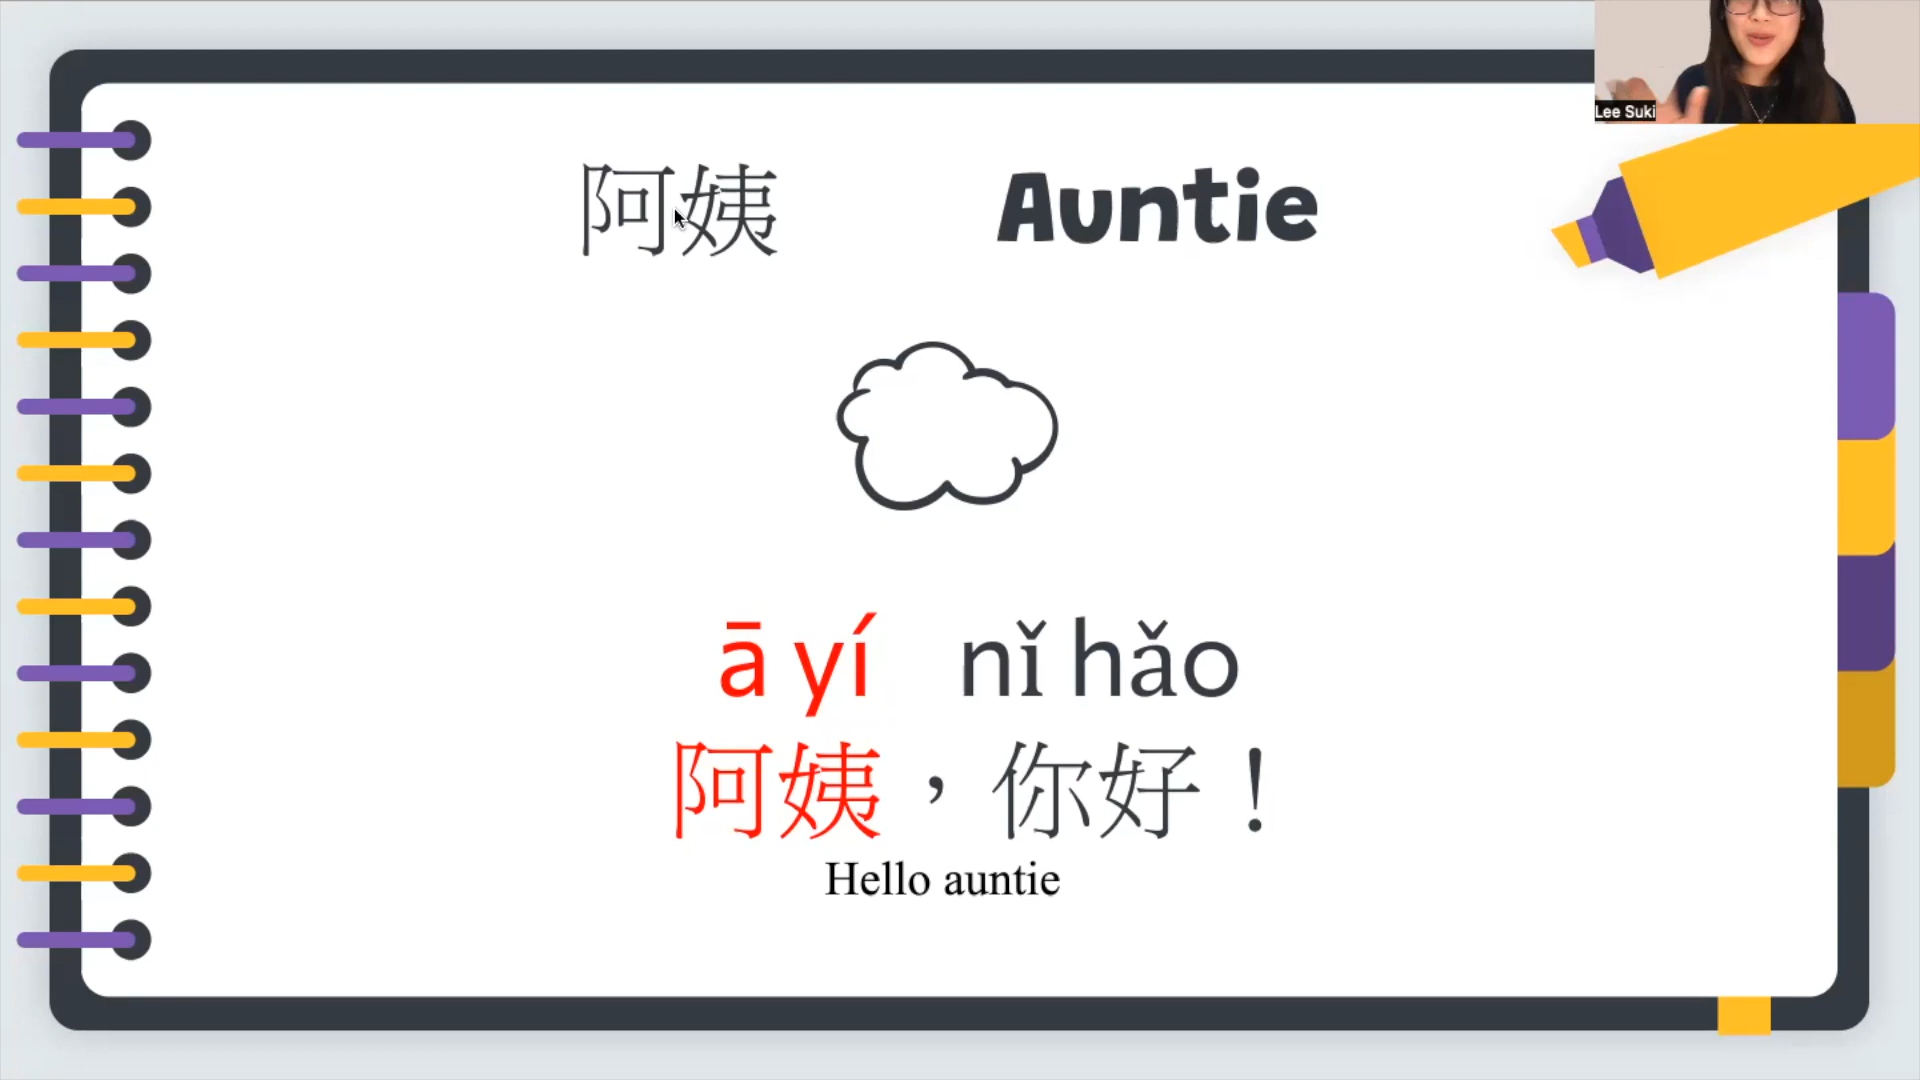 Lee Suki
阿姨 Auntie
ā yí nǐ hǎo
阿姨，你好！
Hello auntie